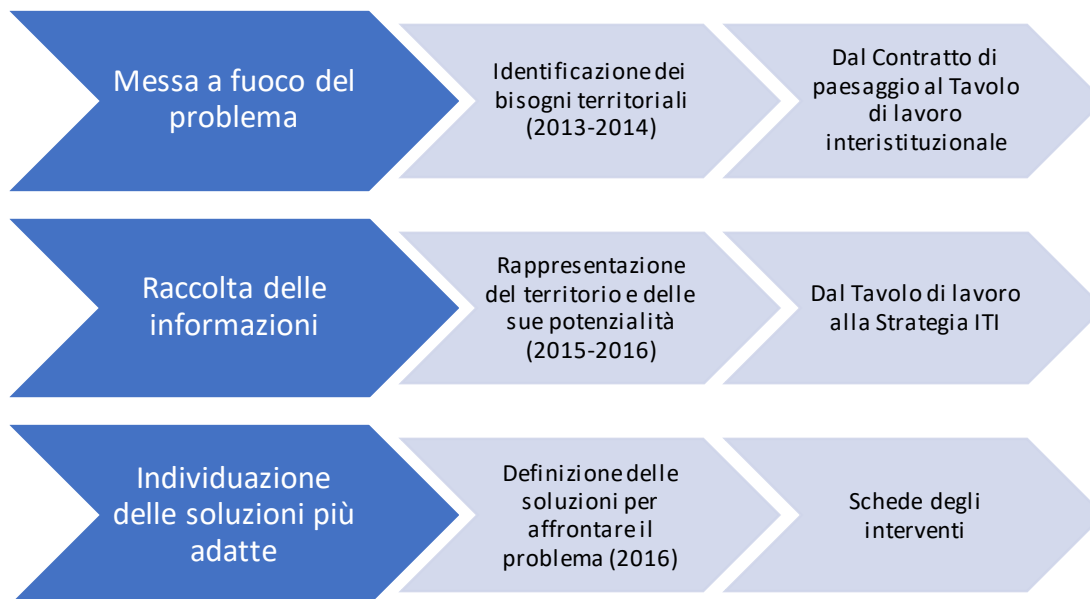 Messa a fuoco del
problema
Identificazione dei
bisogni territoriali
(2013-2014)
Dal Contratto di
paesaggio al Tavolo
di lavoro
interistituzionale
Raccolta delle
informazioni
Rappresentazione
del territorio e delle
sue potenzialità
(2015-2016)
Dal Tavolo di lavoro
alla Strategia ITI
Individuazione
delle soluzioni più
adatte
Definizione delle
soluzioni per
affrontare il
problema (2016)
Schede degli
interventi